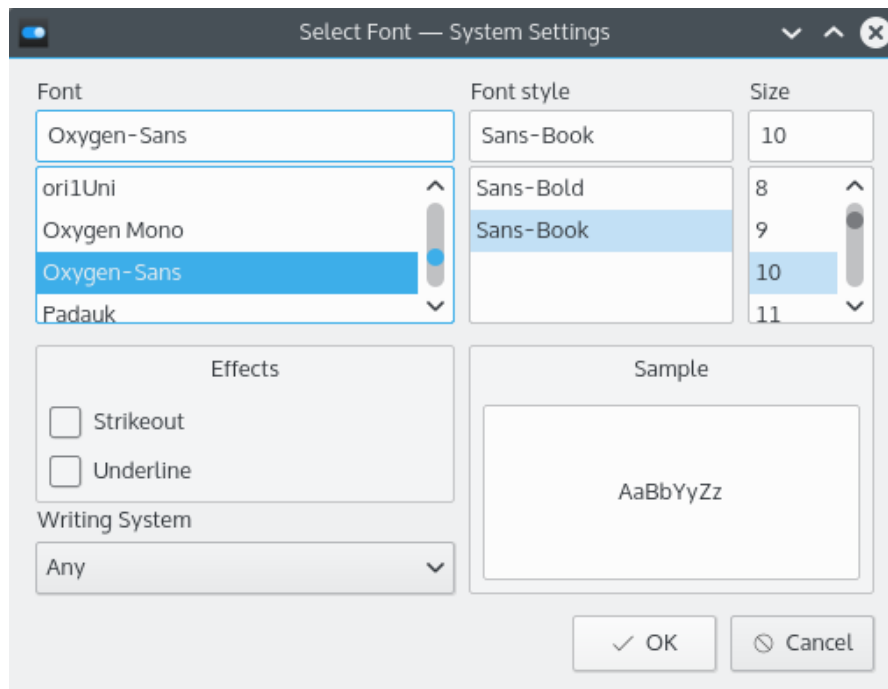 Select Font — System Settings
Font
Font style
Size
Oxygen-Sans
Sans-Book
10
ori1Uni
Oxygen Mono
Oxygen-Sans
Padauk
Sans-Bold
Sans-Book
8
9
10
11
Effects
Strikeout
Underline
Sample
AaBbYyZz
Writing System
Any
OK
Cancel